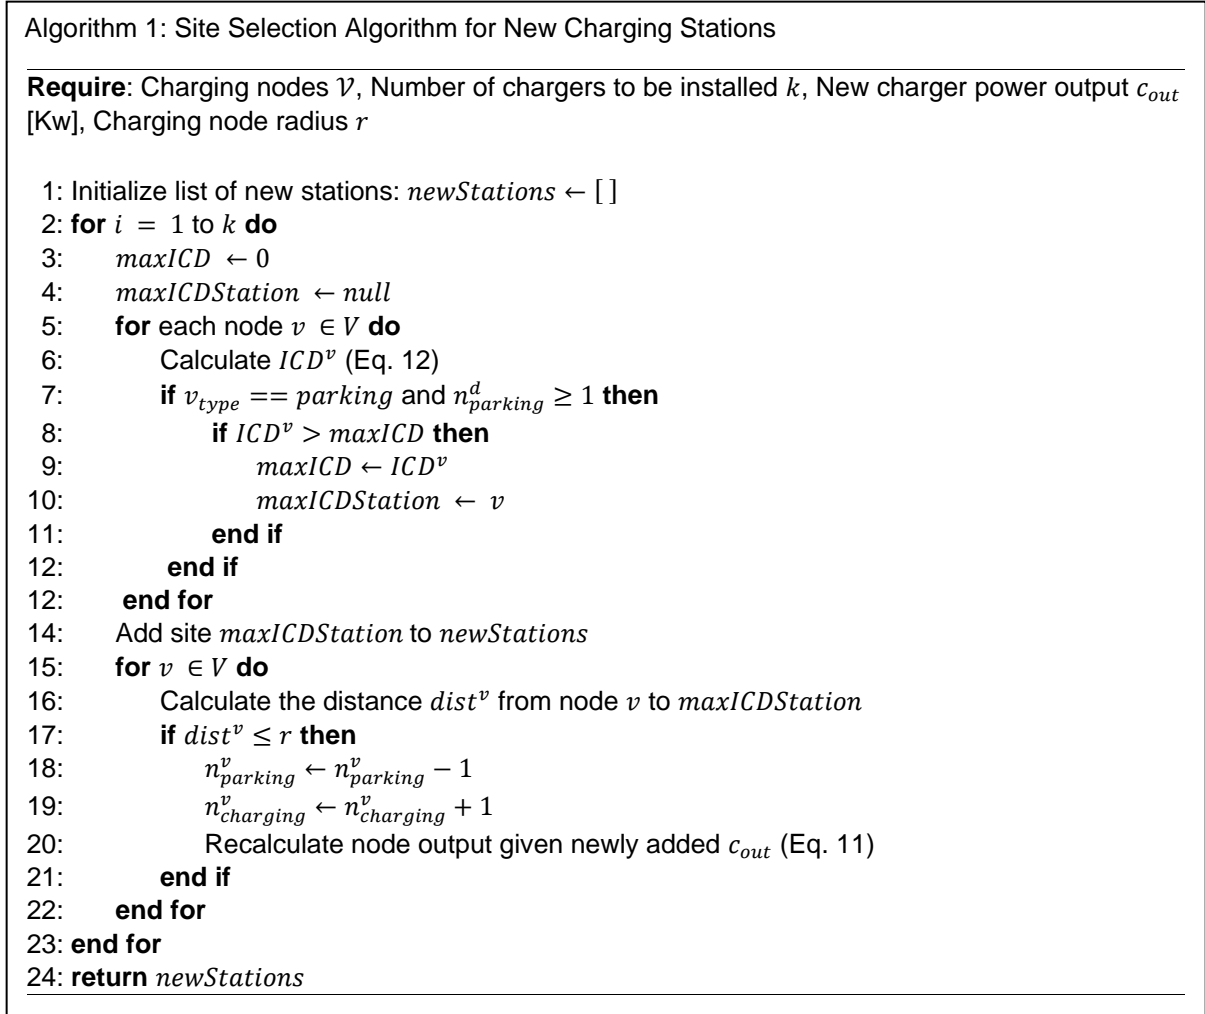 Algorithm 1: Site Selection Algorithm for New Charging Stations
Require: Charging nodes 𝒱, Number of chargers to be installed k, New charger power output c_out
[Kw], Charging node radius r
1: Initialize list of new stations: newStations ← [ ]
2: for i = 1 to k do
3: maxICD ← 0
4: maxICDStation ← null
5: for each node v ∈ V do
6: Calculate ICD^v (Eq. 12)
7: if v_type == parking and n^d_parking ≥ 1 then
8: if ICD^v > maxICD then
9: maxICD ← ICD^v
10: maxICDStation ← v
11: end if
12: end if
12: end for
14: Add site maxICDStation to newStations
15: for v ∈ V do
16: Calculate the distance dist^v from node v to maxICDStation
17: if dist^v ≤ r then
18: n^v_parking ← n^v_parking − 1
19: n^v_charging ← n^v_charging + 1
20: Recalculate node output given newly added c_out (Eq. 11)
21: end if
22: end for
23: end for
24: return newStations